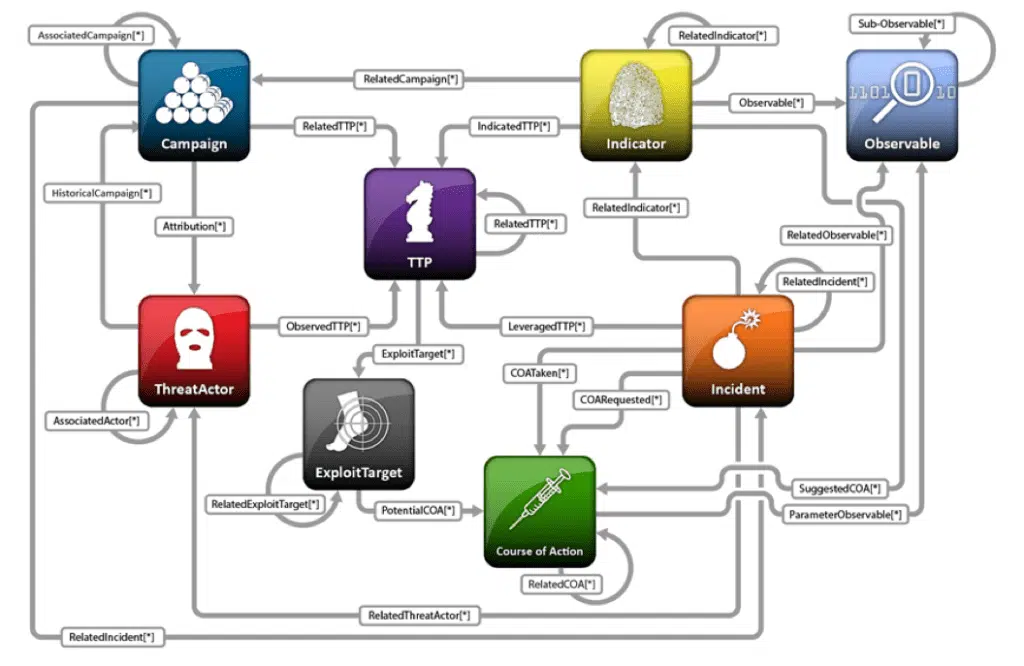 Sub-Observable[*]
AssociatedCampaign[*]
RelatedIndicator[*]
RelatedCampaign[*]
1101 0 10
Observable[*]
RelatedTTP[*]
IndicatedTTP[*]
Campaign
Indicator
Observable
HistoricalCampaign[*]
RelatedIndicator[*]
Attribution[*]
RelatedTTP[*]
RelatedObservable[*]
TTP
RelatedIncident[*]
ObservedTTP[*]
LeveragedTTP[*]
ExploitTarget[*]
COATaken[*]
ThreatActor
Incident
COARequested[*]
AssociatedActor[*]
ExploitTarget
SuggestedCOA[*]
RelatedExploitTarget[*]
PotentialCOA[*]
ParameterObservable[*]
Course of Action
RelatedCOA[*]
RelatedThreatActor[*]
RelatedIncident[*]